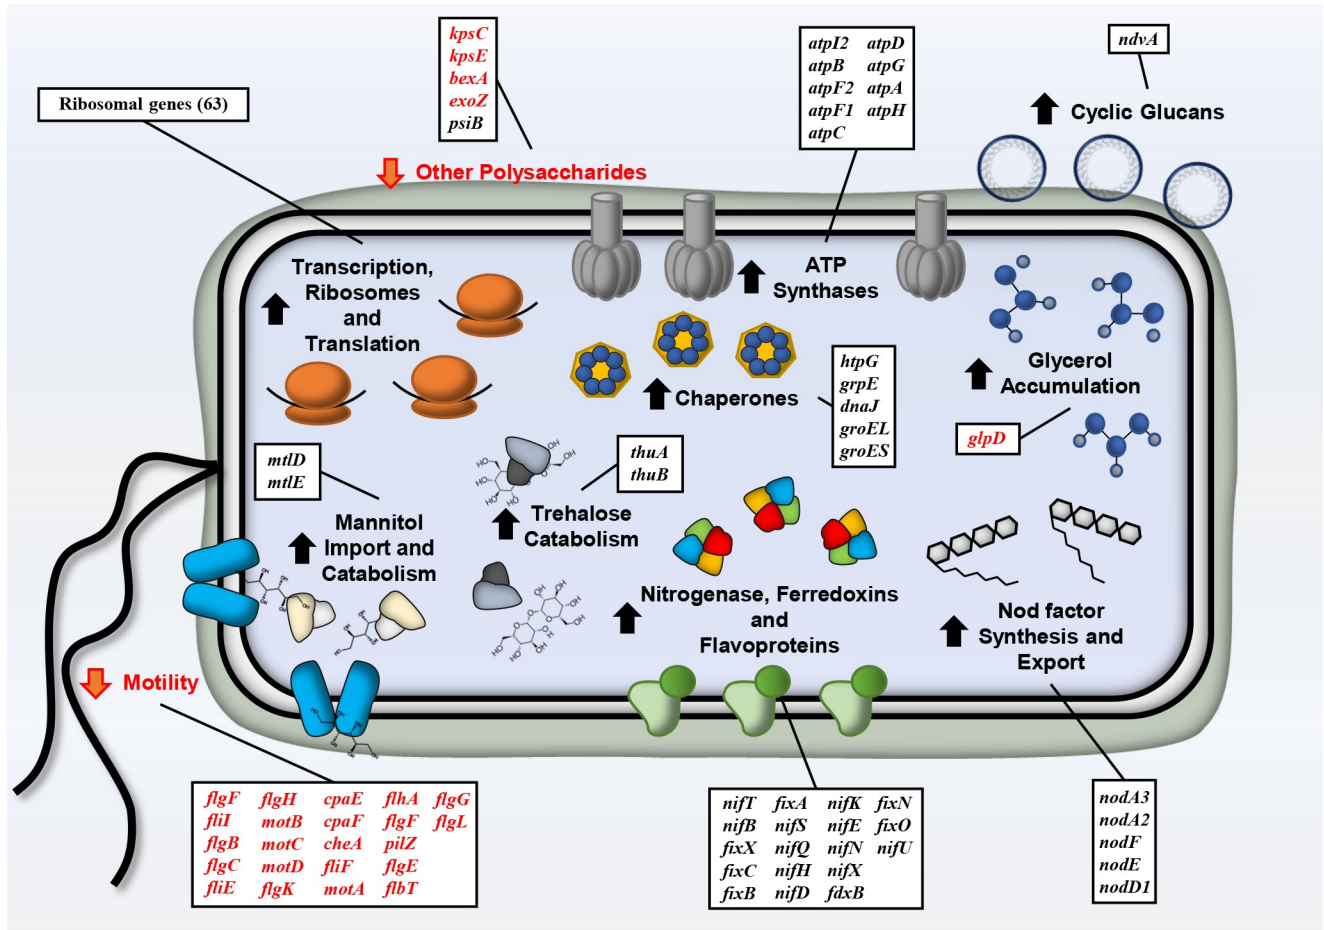 kpsC
kpsE
bexA
exoZ
psiB
atpI2 atpD
atpB atpG
atpF2 atpA
atpF1 atpH
atpC
ndvA
Ribosomal genes (63)
Cyclic Glucans
Other Polysaccharides
Transcription,
Ribosomes
and
Translation
ATP
Synthases
Glycerol
Accumulation
Chaperones
htpG
grpE
dnaJ
groEL
groES
glpD
mtlD
mtlE
thuA
thuB
Mannitol
Import and
Catabolism
Trehalose
Catabolism
Nitrogenase, Ferredoxins
and
Flavoproteins
Nod factor
Synthesis and
Export
Motility
flgF flgH cpaE flhA flgG
fliI motB cpaF flgF flgL
flgB motC cheA pilZ
flgC motD fliF flgE
fliE flgK motA flbT
nifT fixA nifK fixN
nifB nifS nifE fixO
fixX nifQ nifN nifU
fixC nifH nifX
fixB nifD fdxB
nodA3
nodA2
nodF
nodE
nodD1